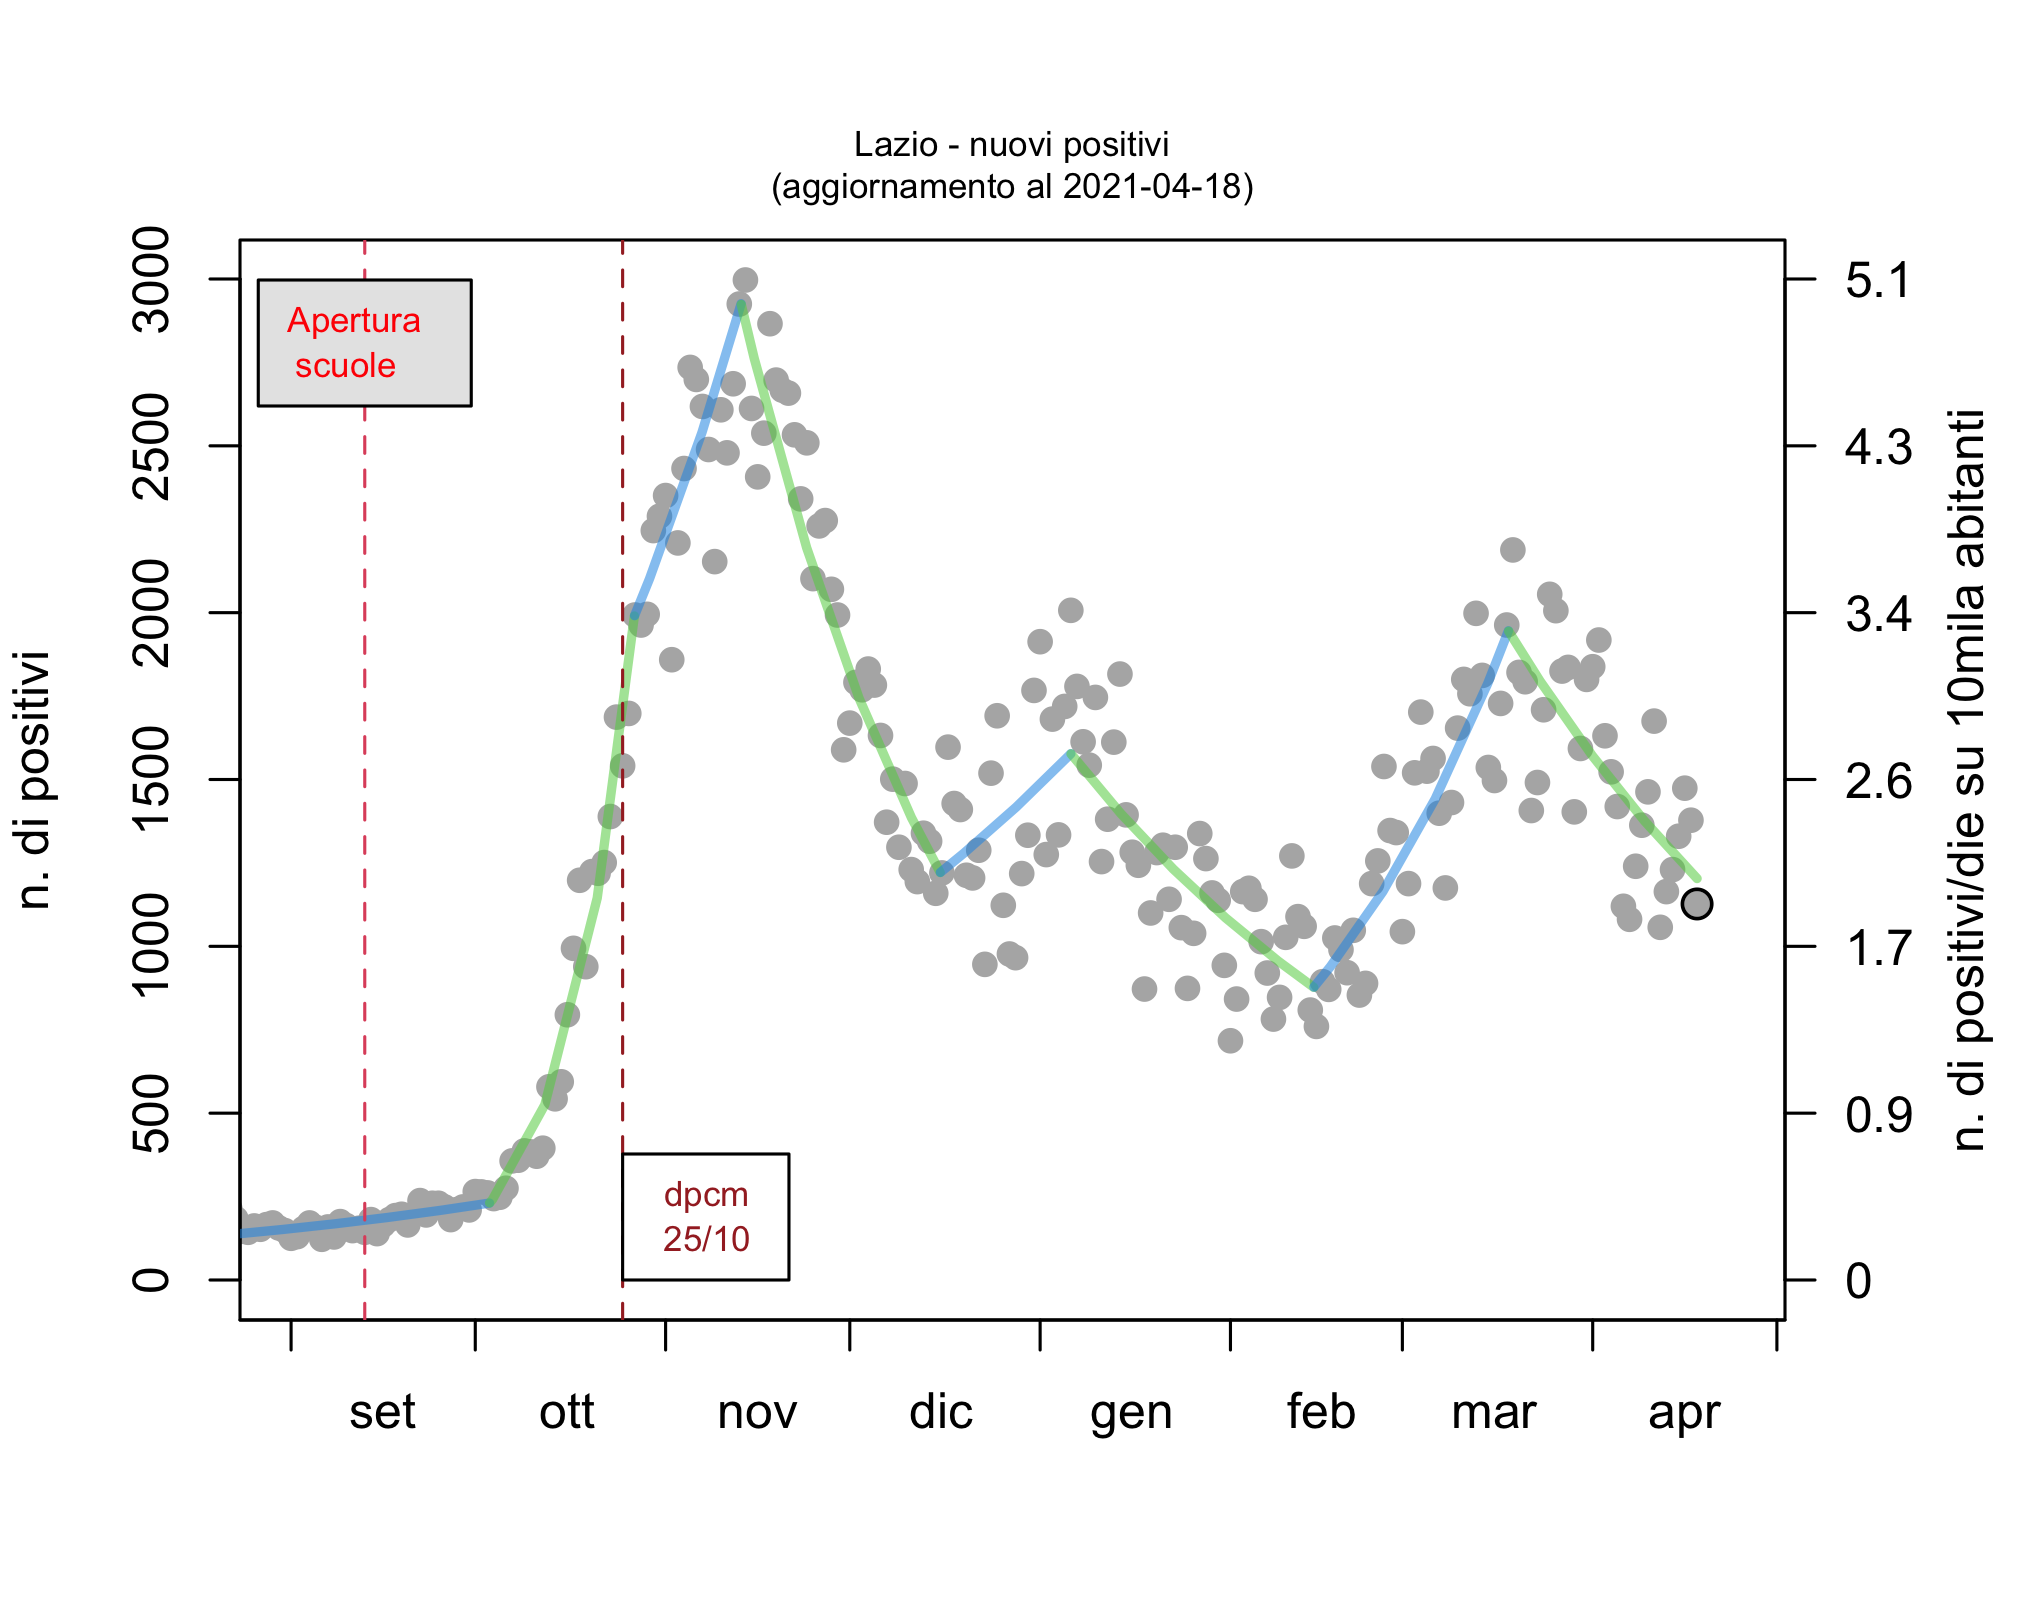 Lazio - nuovi positivi
(aggiornamento al 2021-04-18)
n. di positivi
3000
2500
2000
1500
1000
500
0
Apertura
scuole
dpcm
25/10
5.1
4.3
3.4
2.6
1.7
0.9
0
n. di positivi/die su 10mila abitanti
set ott nov dic gen feb mar apr